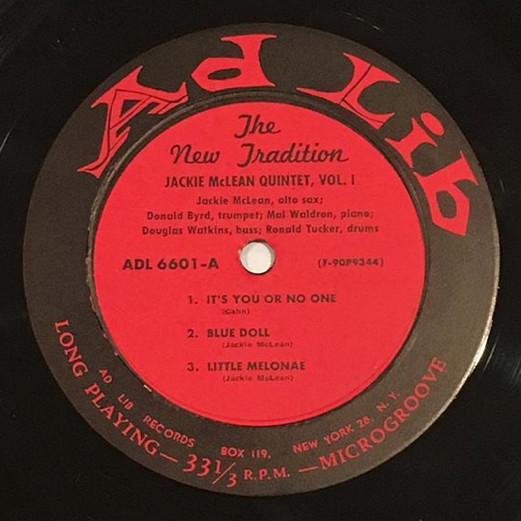 Ad Lib
The
New Tradition
JACKIE McLEAN QUINTET, VOL. I
Jackie McLean, alto sax;
Donald Byrd, trumpet; Mal Waldron, piano;
Douglas Watkins, bass; Ronald Tucker, drums
ADL 6601-A (F-90P9344)
1. IT'S YOU OR NO ONE
(Cahn)
2. BLUE DOLL
(Jackie McLean)
3. LITTLE MELONAE
(Jackie McLean)
AD LIB RECORDS BOX 119, NEW YORK 28, N. Y.
LONG PLAYING — 33 1/3 R.P.M. — MICROGROOVE